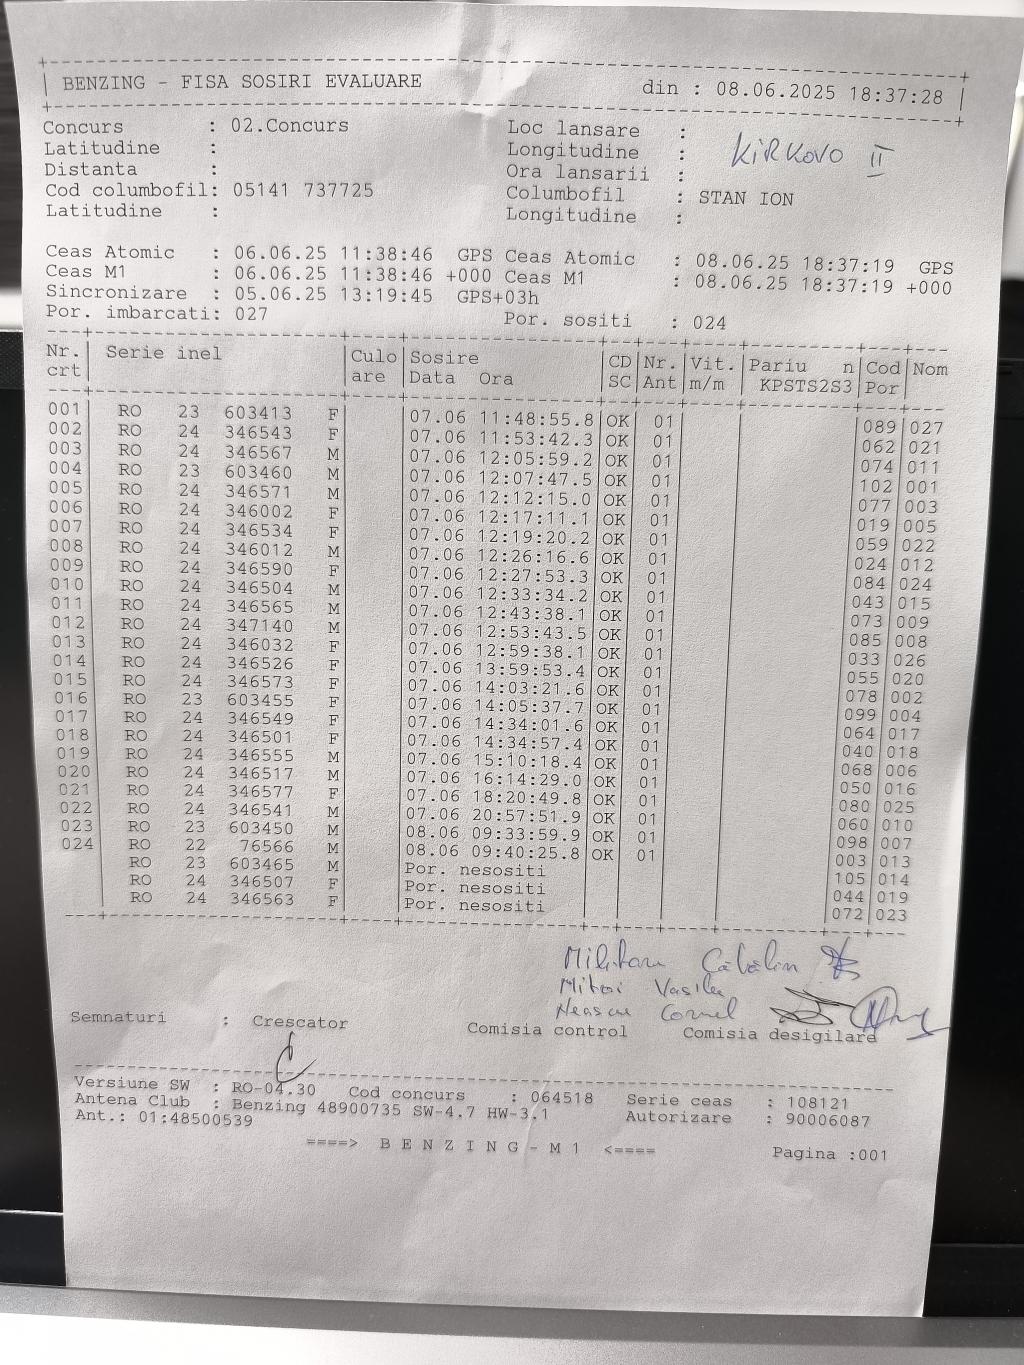 BENZING - FISA SOSIRI EVALUARE din : 08.06.2025 18:37:28
Concurs : 02.Concurs Loc lansare :
Latitudine : Longitudine : KIRKOVO II
Distanta : Ora lansarii :
Cod columbofil: 05141 737725 Columbofil : STAN ION
Latitudine : Longitudine :
Ceas Atomic : 06.06.25 11:38:46 GPS Ceas Atomic : 08.06.25 18:37:19 GPS
Ceas M1 : 06.06.25 11:38:46 +000 Ceas M1 : 08.06.25 18:37:19 +000
Sincronizare : 05.06.25 13:19:45 GPS+03h
Por. imbarcati: 027 Por. sositi : 024
Nr. Serie inel Culo Sosire CD Nr. Vit. Pariu n Cod Nom
crt are Data Ora SC Ant m/m KPSTS2S3 Por
001 RO 23 603413 F 07.06 11:48:55.8 OK 01 089 027
002 RO 24 346543 F 07.06 11:53:42.3 OK 01 062 021
003 RO 24 346567 M 07.06 12:05:59.2 OK 01 074 011
004 RO 23 603460 M 07.06 12:07:47.5 OK 01 102 001
005 RO 24 346571 M 07.06 12:12:15.0 OK 01 077 003
006 RO 24 346002 F 07.06 12:17:11.1 OK 01 019 005
007 RO 24 346534 F 07.06 12:19:20.2 OK 01 059 022
008 RO 24 346012 M 07.06 12:26:16.6 OK 01 024 012
009 RO 24 346590 F 07.06 12:27:53.3 OK 01 084 024
010 RO 24 346504 M 07.06 12:33:34.2 OK 01 043 015
011 RO 24 346565 M 07.06 12:43:38.1 OK 01 073 009
012 RO 24 347140 M 07.06 12:53:43.5 OK 01 085 008
013 RO 24 346032 F 07.06 12:59:38.1 OK 01 033 026
014 RO 24 346526 F 07.06 13:59:53.4 OK 01 055 020
015 RO 24 346573 F 07.06 14:03:21.6 OK 01 078 002
016 RO 23 603455 F 07.06 14:05:37.7 OK 01 099 004
017 RO 24 346549 F 07.06 14:34:01.6 OK 01 064 017
018 RO 24 346501 F 07.06 14:34:57.4 OK 01 040 018
019 RO 24 346555 M 07.06 15:10:18.4 OK 01 068 006
020 RO 24 346517 M 07.06 16:14:29.0 OK 01 050 016
021 RO 24 346577 F 07.06 18:20:49.8 OK 01 080 025
022 RO 24 346541 M 07.06 20:57:51.9 OK 01 060 010
023 RO 23 603450 M 08.06 09:33:59.9 OK 01 098 007
024 RO 22 76566 M 08.06 09:40:25.8 OK 01 003 013
RO 23 603465 M Por. nesositi 105 014
RO 24 346507 F Por. nesositi 044 019
RO 24 346563 F Por. nesositi 072 023
Militaru Cătălin
Mitroi Vasile
Neascu Cornel
Semnaturi : Crescator Comisia control Comisia desigilare
Versiune SW : RO-04.30 Cod concurs : 064518 Serie ceas : 108121
Antena Club : Benzing 48900735 SW-4.7 HW-3.1 Autorizare : 90006087
Ant.: 01:48500539
====> B E N Z I N G - M 1 <==== Pagina :001